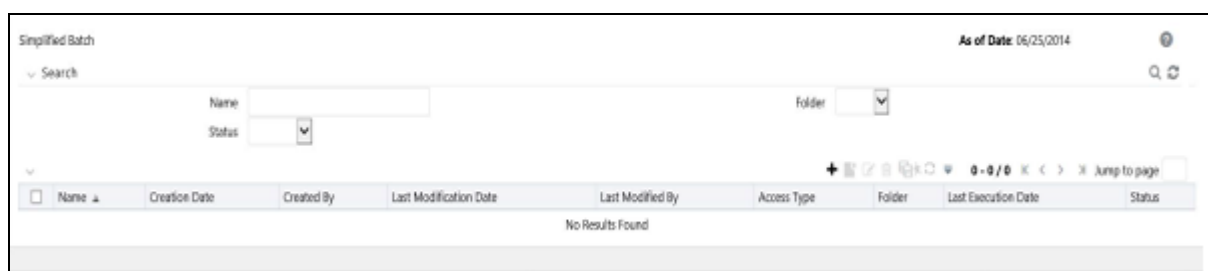 Simplified Batch As of Date: 06/25/2014
Search
Name Folder
Status
0 - 0 / 0 Jump to page
Name Creation Date Created By Last Modification Date Last Modified By Access Type Folder Last Execution Date Status
No Results Found